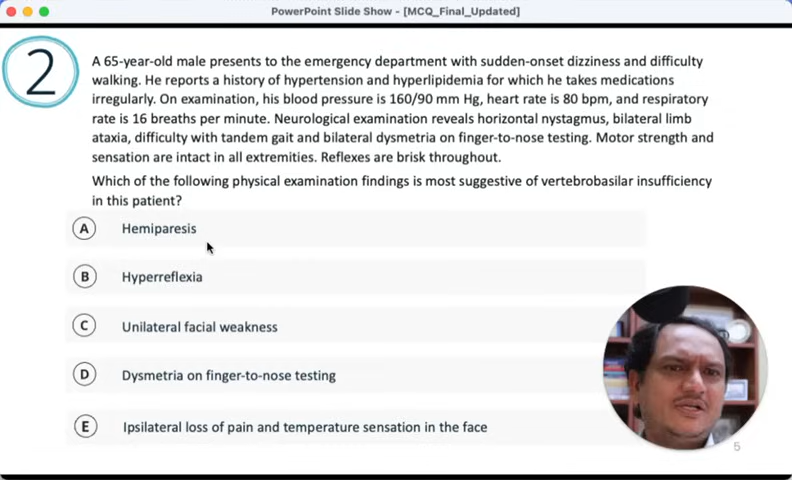 PowerPoint Slide Show - [MCQ_Final_Updated]
2
A 65-year-old male presents to the emergency department with sudden-onset dizziness and difficulty
walking. He reports a history of hypertension and hyperlipidemia for which he takes medications
irregularly. On examination, his blood pressure is 160/90 mm Hg, heart rate is 80 bpm, and respiratory
rate is 16 breaths per minute. Neurological examination reveals horizontal nystagmus, bilateral limb
ataxia, difficulty with tandem gait and bilateral dysmetria on finger-to-nose testing. Motor strength and
sensation are intact in all extremities. Reflexes are brisk throughout.
Which of the following physical examination findings is most suggestive of vertebrobasilar insufficiency
in this patient?
A Hemiparesis
B Hyperreflexia
C Unilateral facial weakness
D Dysmetria on finger-to-nose testing
E Ipsilateral loss of pain and temperature sensation in the face
5